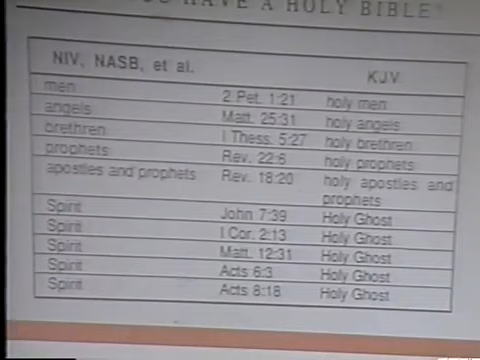 HAVE A HOLY BIBLE?
NIV, NASB, et al. KJV
men 2 Pet. 1:21 holy men
angels Matt. 25:31 holy angels
brethren I Thess. 5:27 holy brethren
prophets Rev. 22:6 holy prophets
apostles and prophets Rev. 18:20 holy apostles and
prophets
Spirit John 7:39 Holy Ghost
Spirit I Cor. 2:13 Holy Ghost
Spirit Matt. 12:31 Holy Ghost
Spirit Acts 6:3 Holy Ghost
Spirit Acts 8:18 Holy Ghost